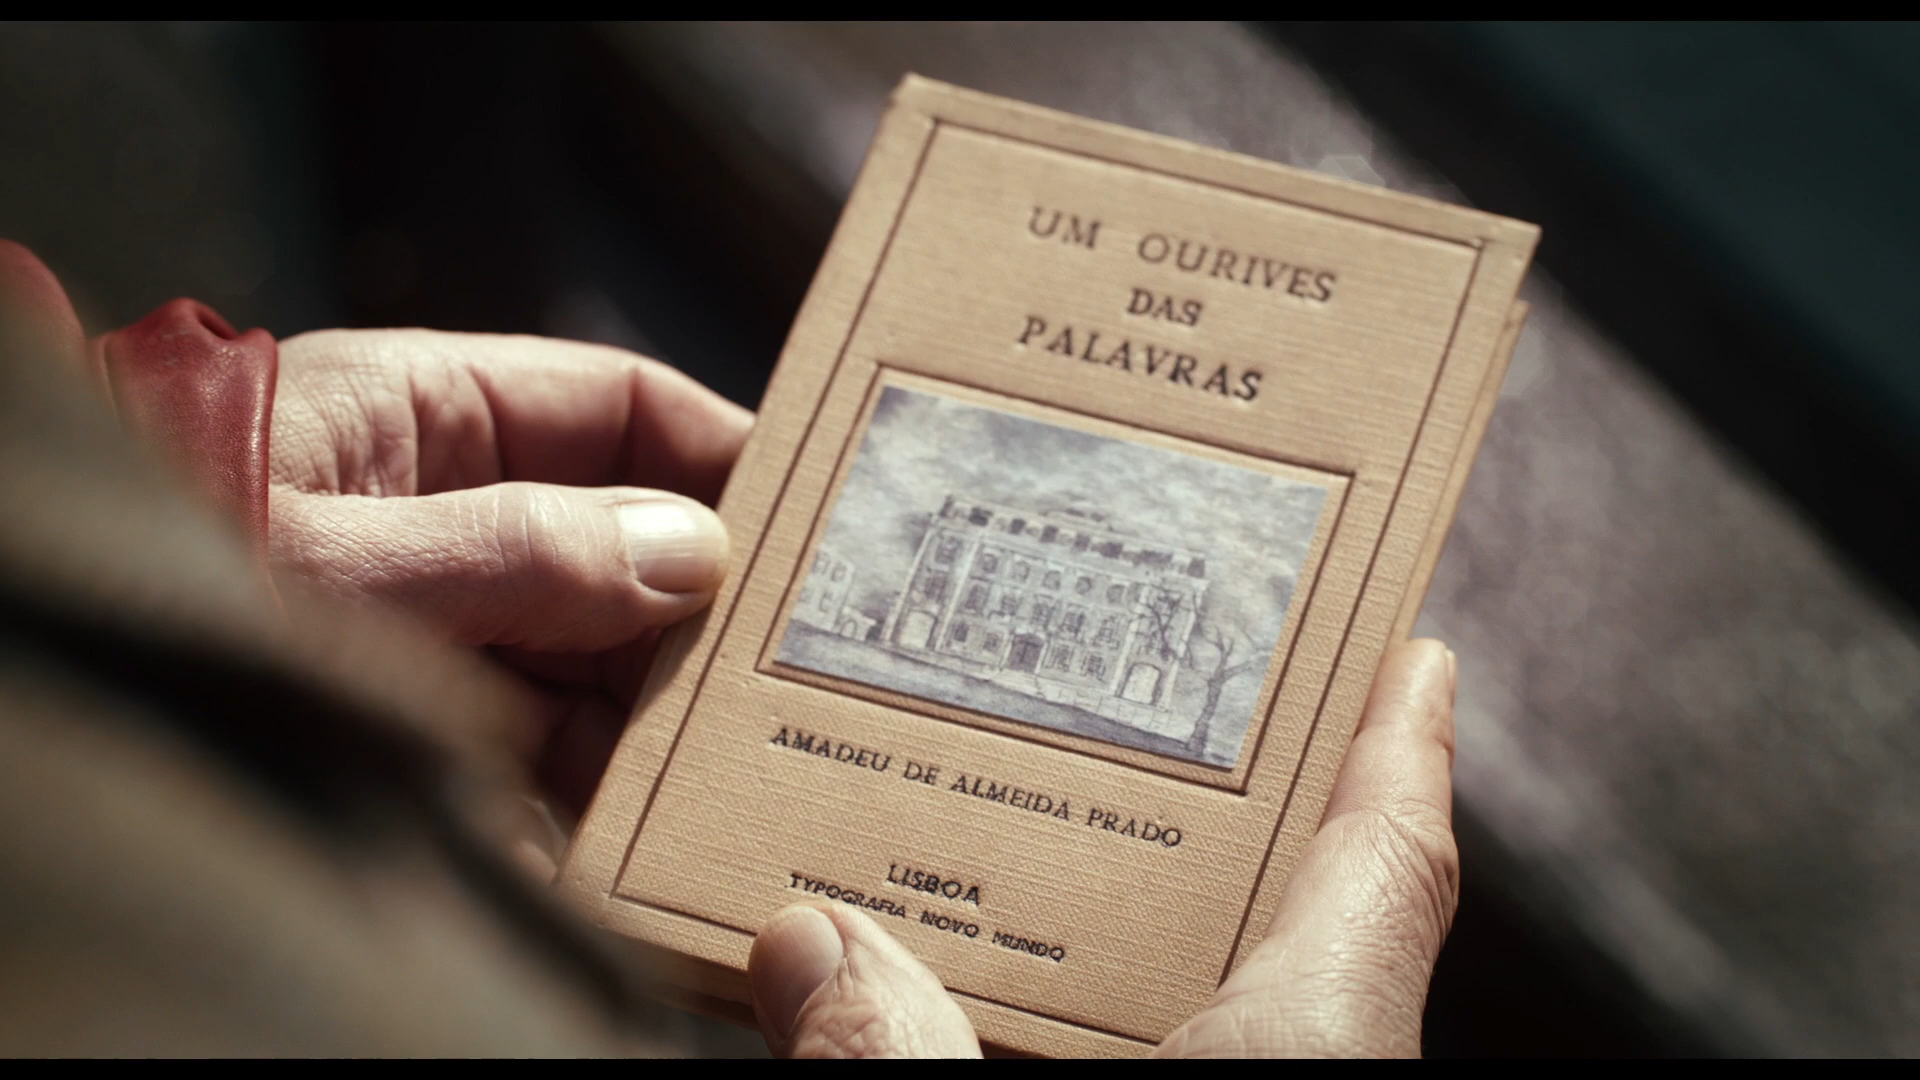 UM OURIVES
DAS
PALAVRAS
AMADEU DE ALMEIDA PRADO
LISBOA
TYPOGRAFIA NOVO MUNDO